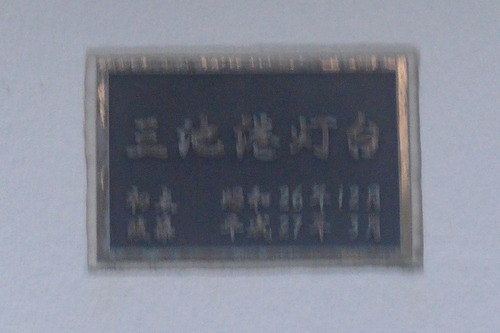 三池港灯台
初点 昭和26年12月
改築 平成27年 3月